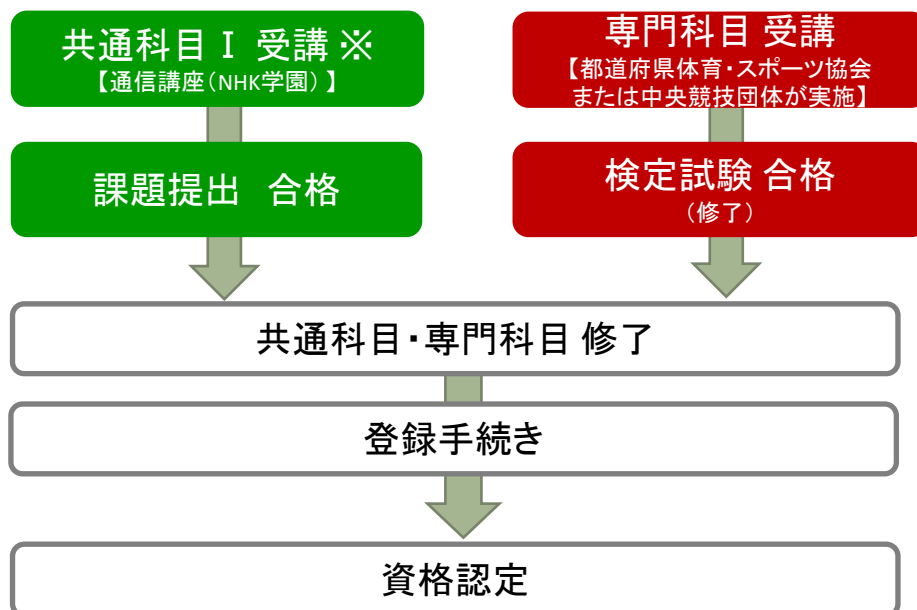 共通科目Ⅰ 受講※
【通信講座(NHK学園)】
課題提出　合格
専門科目 受講
【都道府県体育・スポーツ協会
または中央競技団体が実施】
検定試験 合格
(修了)
共通科目・専門科目 修了
登録手続き
資格認定